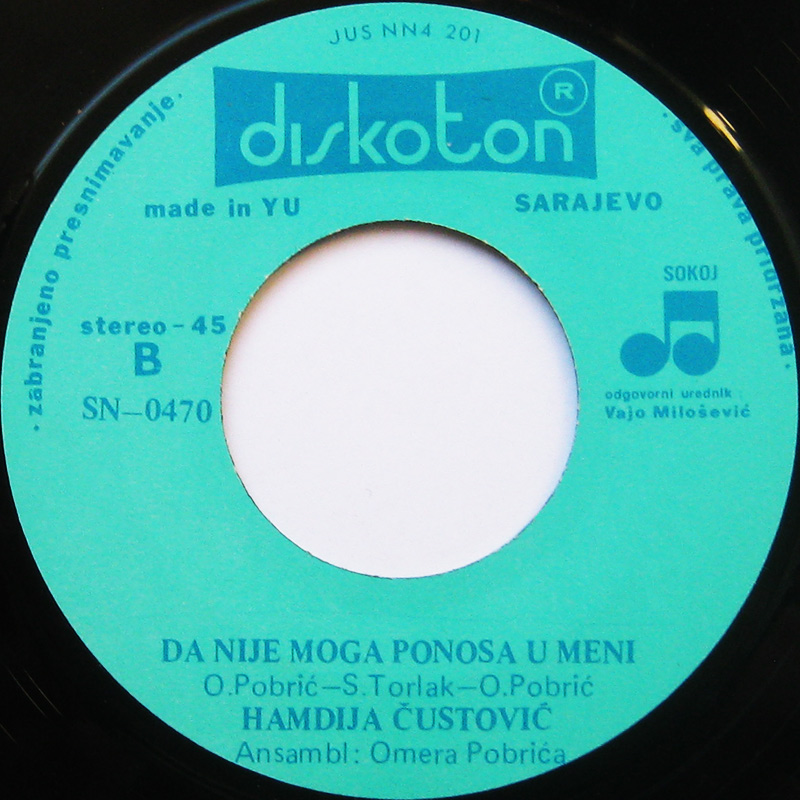 JUS NN4 201
diskoton ®
made in YU
SARAJEVO
· zabranjeno presnimavanje ·
· sva prava pridržana ·
stereo - 45
B
SN—0470
SOKOJ
odgovorni urednik:
Vajo Milošević
DA NIJE MOGA PONOSA U MENI
O.Pobrić—S.Torlak—O.Pobrić
HAMDIJA ČUSTOVIĆ
Ansambl: Omera Pobrića